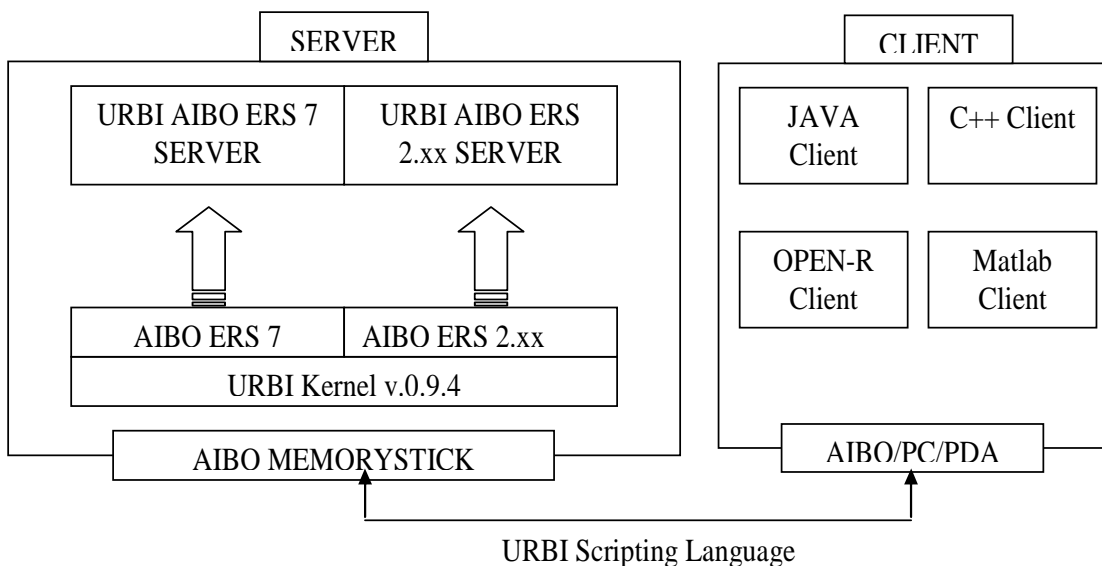 SERVER
URBI AIBO ERS 7
SERVER
URBI AIBO ERS
2.xx SERVER
AIBO ERS 7
AIBO ERS 2.xx
URBI Kernel v.0.9.4
AIBO MEMORYSTICK
CLIENT
JAVA
Client
C++ Client
OPEN-R
Client
Matlab
Client
AIBO/PC/PDA
URBI Scripting Language